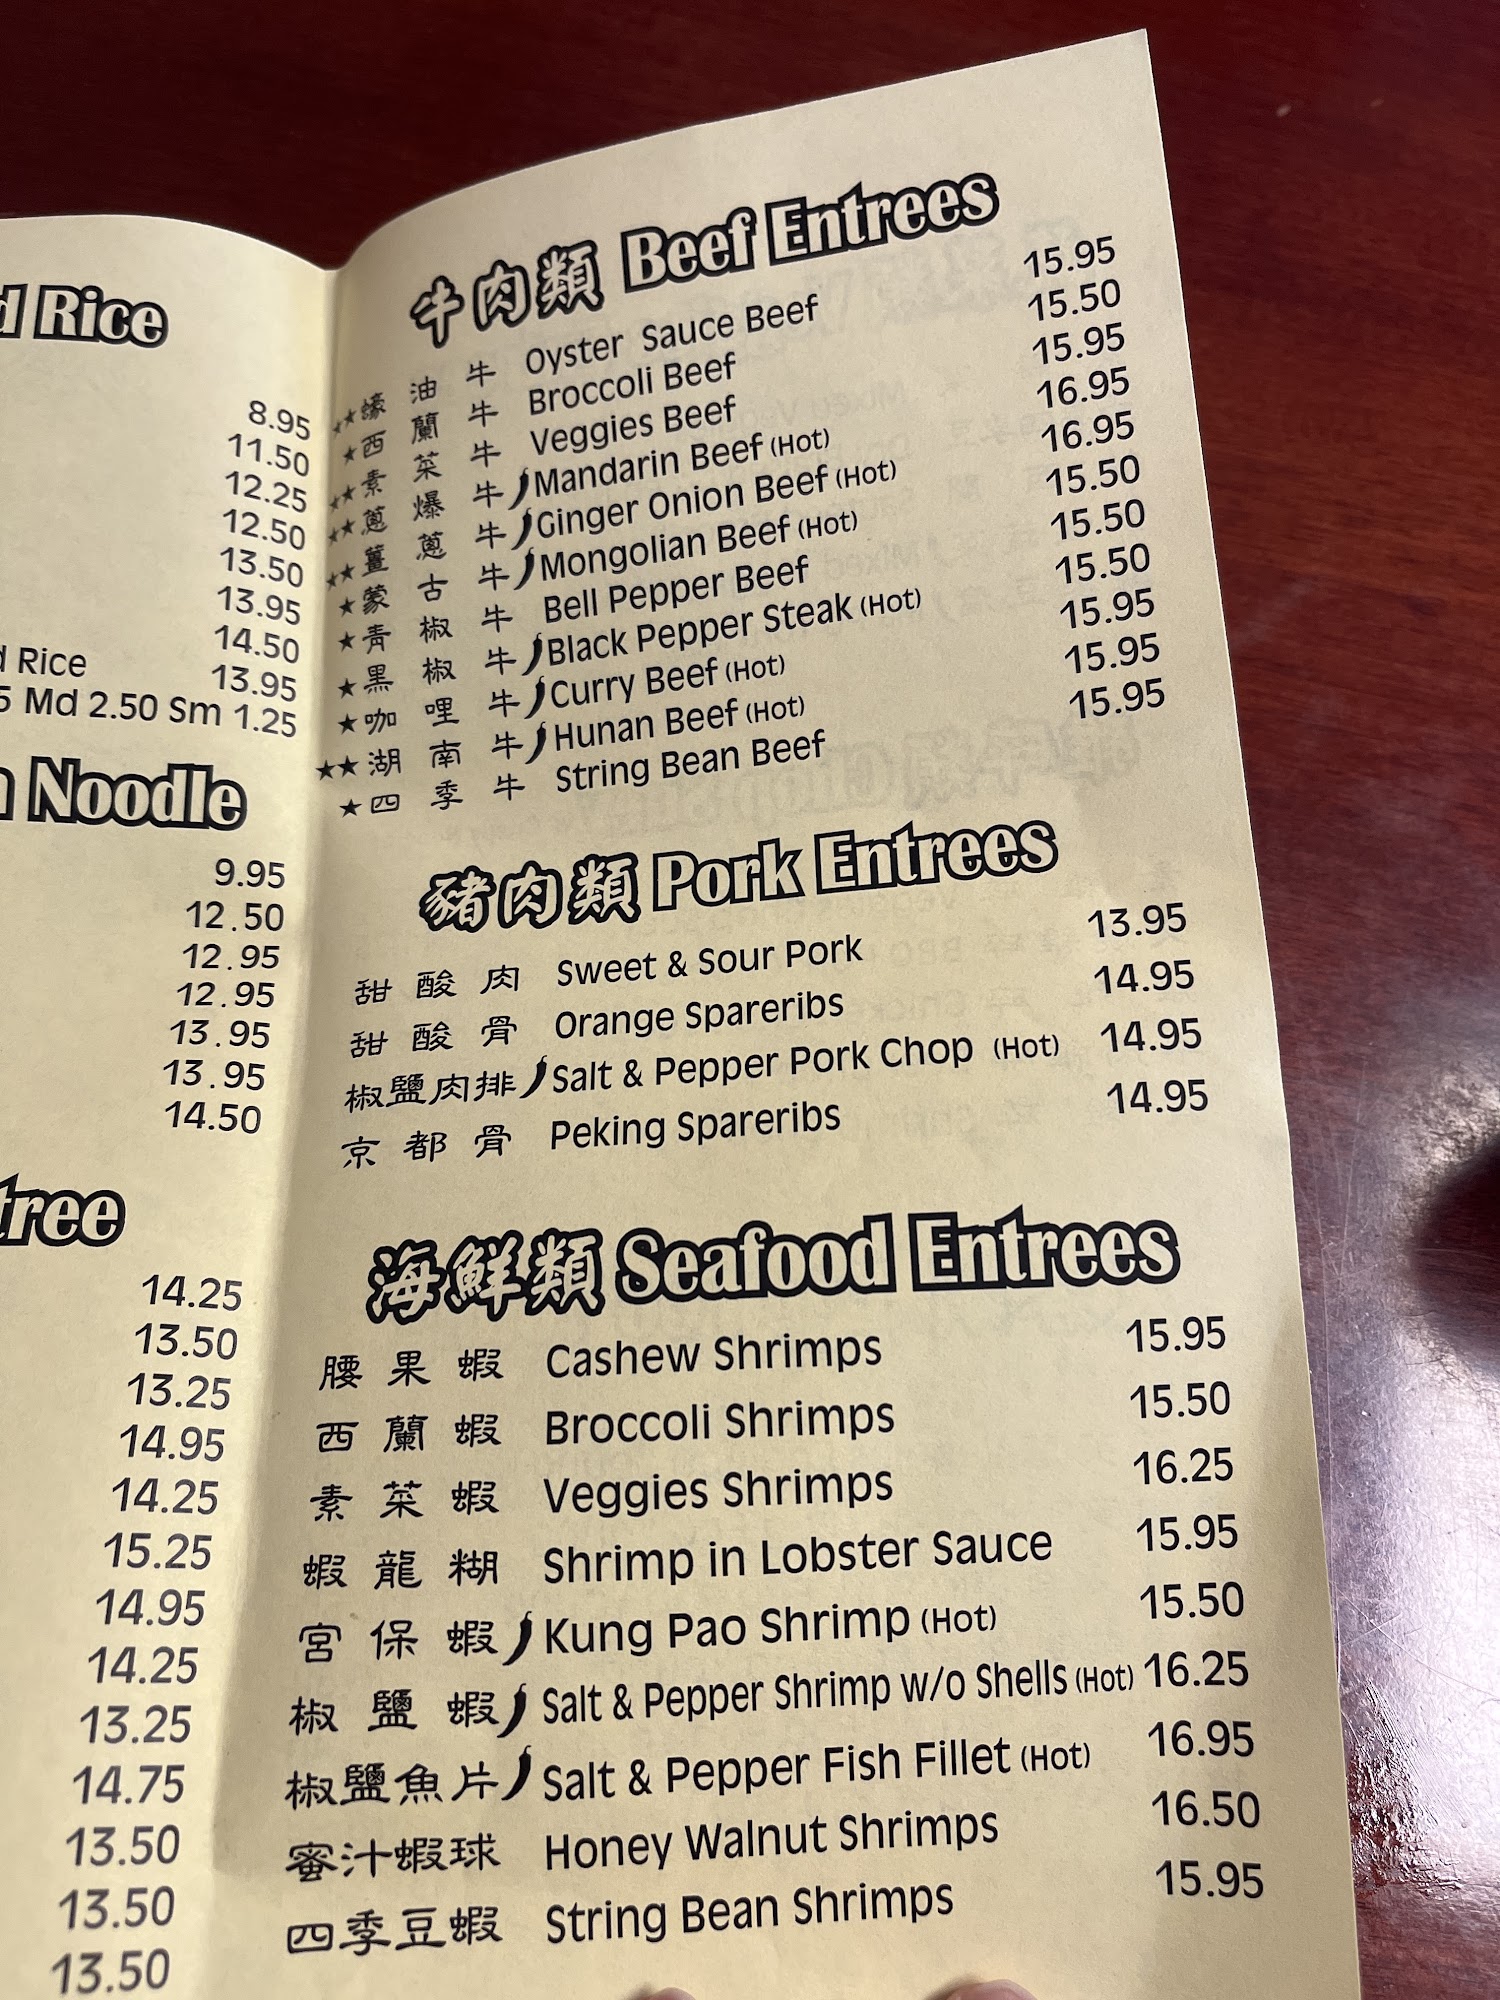 d Rice
8.95
11.50
12.25
12.50
13.50
13.95
14.50
d Rice 13.95
5 Md 2.50 Sm 1.25
n Noodle
9.95
12.50
12.95
12.95
13.95
13.95
14.50
tree
14.25
13.50
13.25
14.95
14.25
15.25
14.95
14.25
13.25
14.75
13.50
13.50
13.50
牛肉類 Beef Entrees
★★蠔油牛 Oyster Sauce Beef 15.95
★西蘭牛 Broccoli Beef 15.50
★★素菜牛 Veggies Beef 15.95
★★蔥爆牛 Mandarin Beef (Hot) 16.95
★★薑蔥牛 Ginger Onion Beef (Hot) 16.95
★蒙古牛 Mongolian Beef (Hot) 15.50
★青椒牛 Bell Pepper Beef 15.50
★黑椒牛 Black Pepper Steak (Hot) 15.50
★咖哩牛 Curry Beef (Hot) 15.95
★★湖南牛 Hunan Beef (Hot) 15.95
★四季牛 String Bean Beef 15.95
豬肉類 Pork Entrees
甜酸肉 Sweet & Sour Pork 13.95
甜酸骨 Orange Spareribs 14.95
椒鹽肉排 Salt & Pepper Pork Chop (Hot) 14.95
京都骨 Peking Spareribs 14.95
海鮮類 Seafood Entrees
腰果蝦 Cashew Shrimps 15.95
西蘭蝦 Broccoli Shrimps 15.50
素菜蝦 Veggies Shrimps 16.25
蝦龍糊 Shrimp in Lobster Sauce 15.95
宮保蝦 Kung Pao Shrimp (Hot) 15.50
椒鹽蝦 Salt & Pepper Shrimp w/o Shells (Hot) 16.25
椒鹽魚片 Salt & Pepper Fish Fillet (Hot) 16.95
蜜汁蝦球 Honey Walnut Shrimps 16.50
四季豆蝦 String Bean Shrimps 15.95